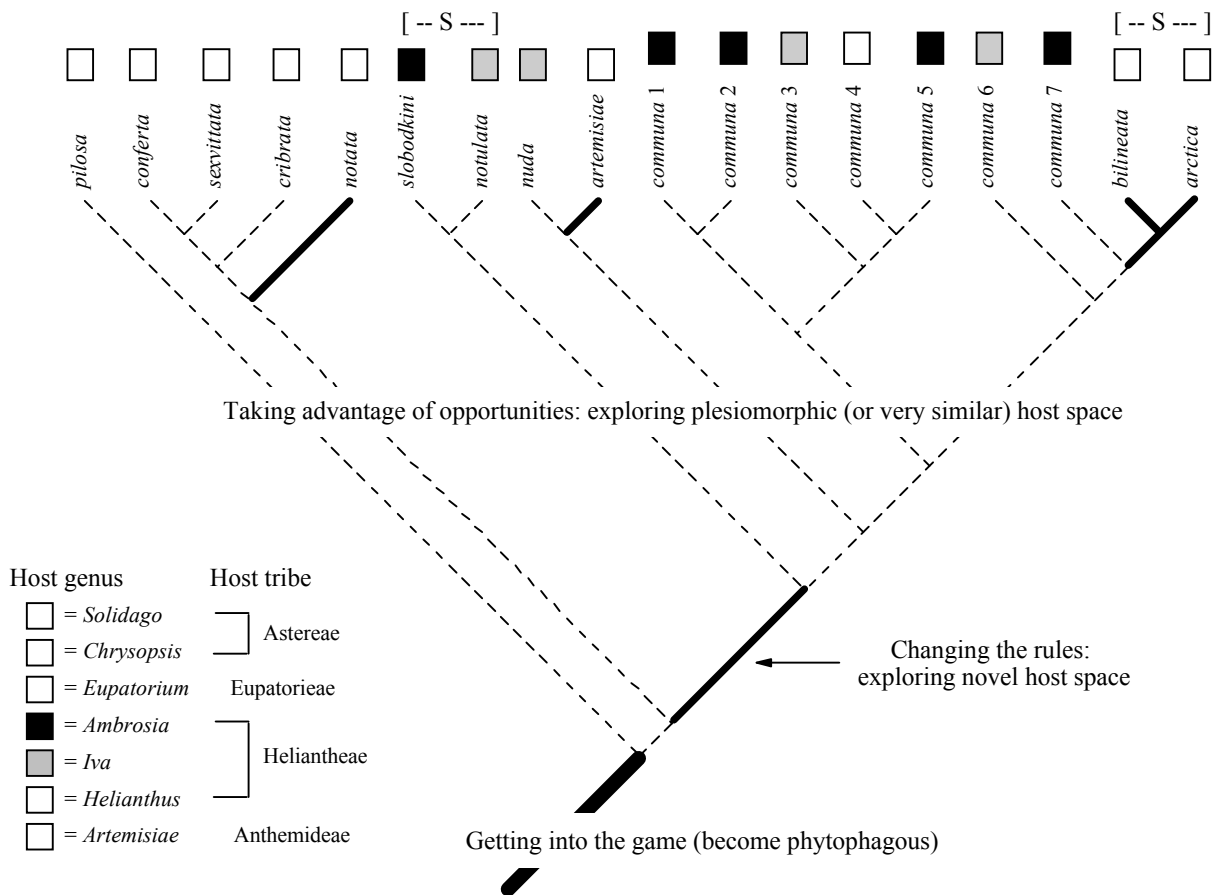 [ -- S --- ]
[ -- S --- ]
pilosa
conferta
sexvittata
cribrata
notata
slobodkini
notulata
nuda
artemisiae
communa 1
communa 2
communa 3
communa 4
communa 5
communa 6
communa 7
bilineata
arctica
Taking advantage of opportunities: exploring plesiomorphic (or very similar) host space
Host genus
Host tribe
= Solidago
= Chrysopsis
Astereae
= Eupatorium
Eupatorieae
= Ambrosia
= Iva
= Helianthus
Heliantheae
= Artemisiae
Anthemideae
Changing the rules:
exploring novel host space
Getting into the game (become phytophagous)